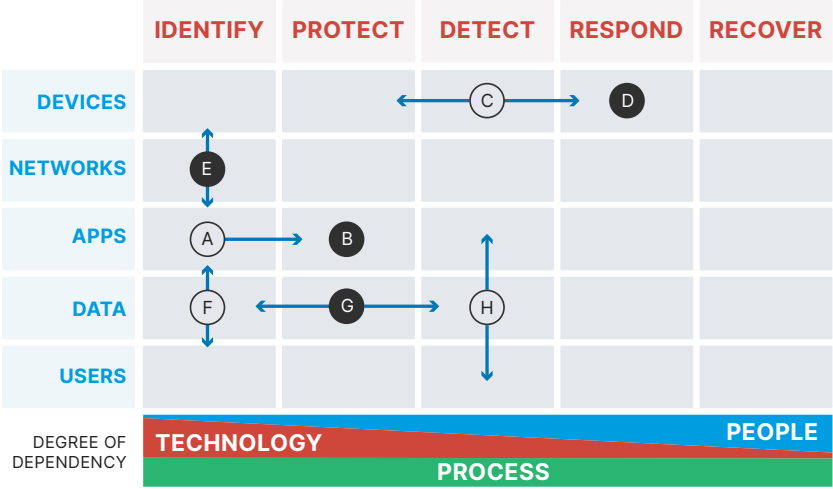 IDENTIFY PROTECT DETECT RESPOND RECOVER
DEVICES C D
NETWORKS E
APPS A B
DATA F G H
USERS
PEOPLE
DEGREE OF
DEPENDENCY
TECHNOLOGY
PROCESS